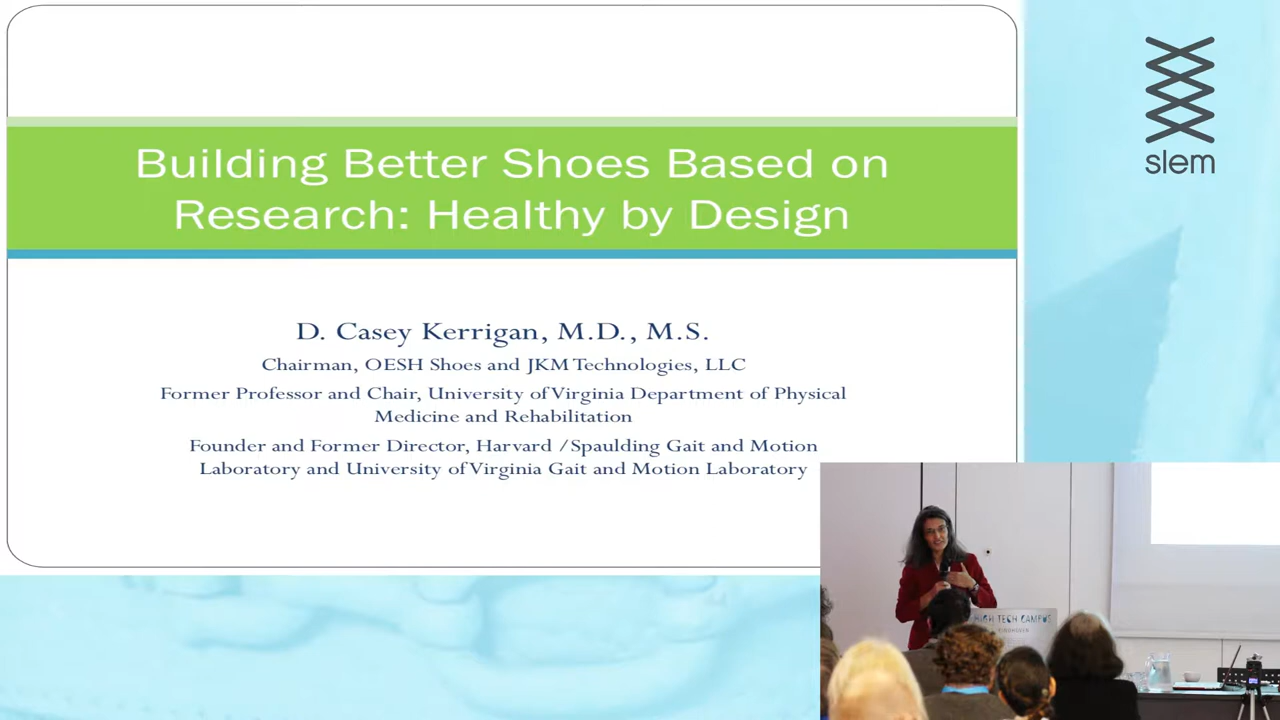 Building Better Shoes Based on
Research: Healthy by Design
D. Casey Kerrigan, M.D., M.S.
Chairman, OESH Shoes and JKM Technologies, LLC
Former Professor and Chair, University of Virginia Department of Physical
Medicine and Rehabilitation
Founder and Former Director, Harvard /Spaulding Gait and Motion
Laboratory and University of Virginia Gait and Motion Laboratory
slem
HIGH TECH CAMPUS
EINDHOVEN